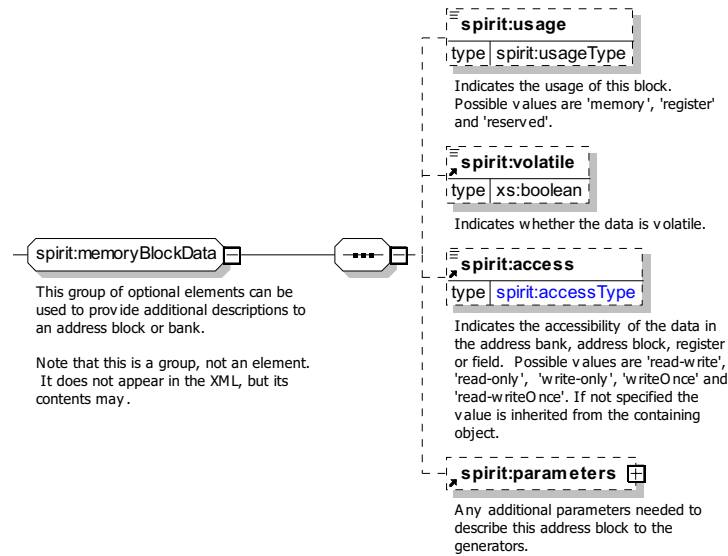 spirit:usage
type spirit:usageType
Indicates the usage of this block.
Possible values are 'memory', 'register'
and 'reserved'.
spirit:volatile
type xs:boolean
Indicates whether the data is volatile.
spirit:memoryBlockData
This group of optional elements can be
used to provide additional descriptions to
an address block or bank.
Note that this is a group, not an element.
It does not appear in the XML, but its
contents may.
spirit:access
type spirit:accessType
Indicates the accessibility of the data in
the address bank, address block, register
or field. Possible values are 'read-write',
'read-only', 'write-only', 'writeOnce' and
'read-writeOnce'. If not specified the
value is inherited from the containing
object.
spirit:parameters
Any additional parameters needed to
describe this address block to the
generators.